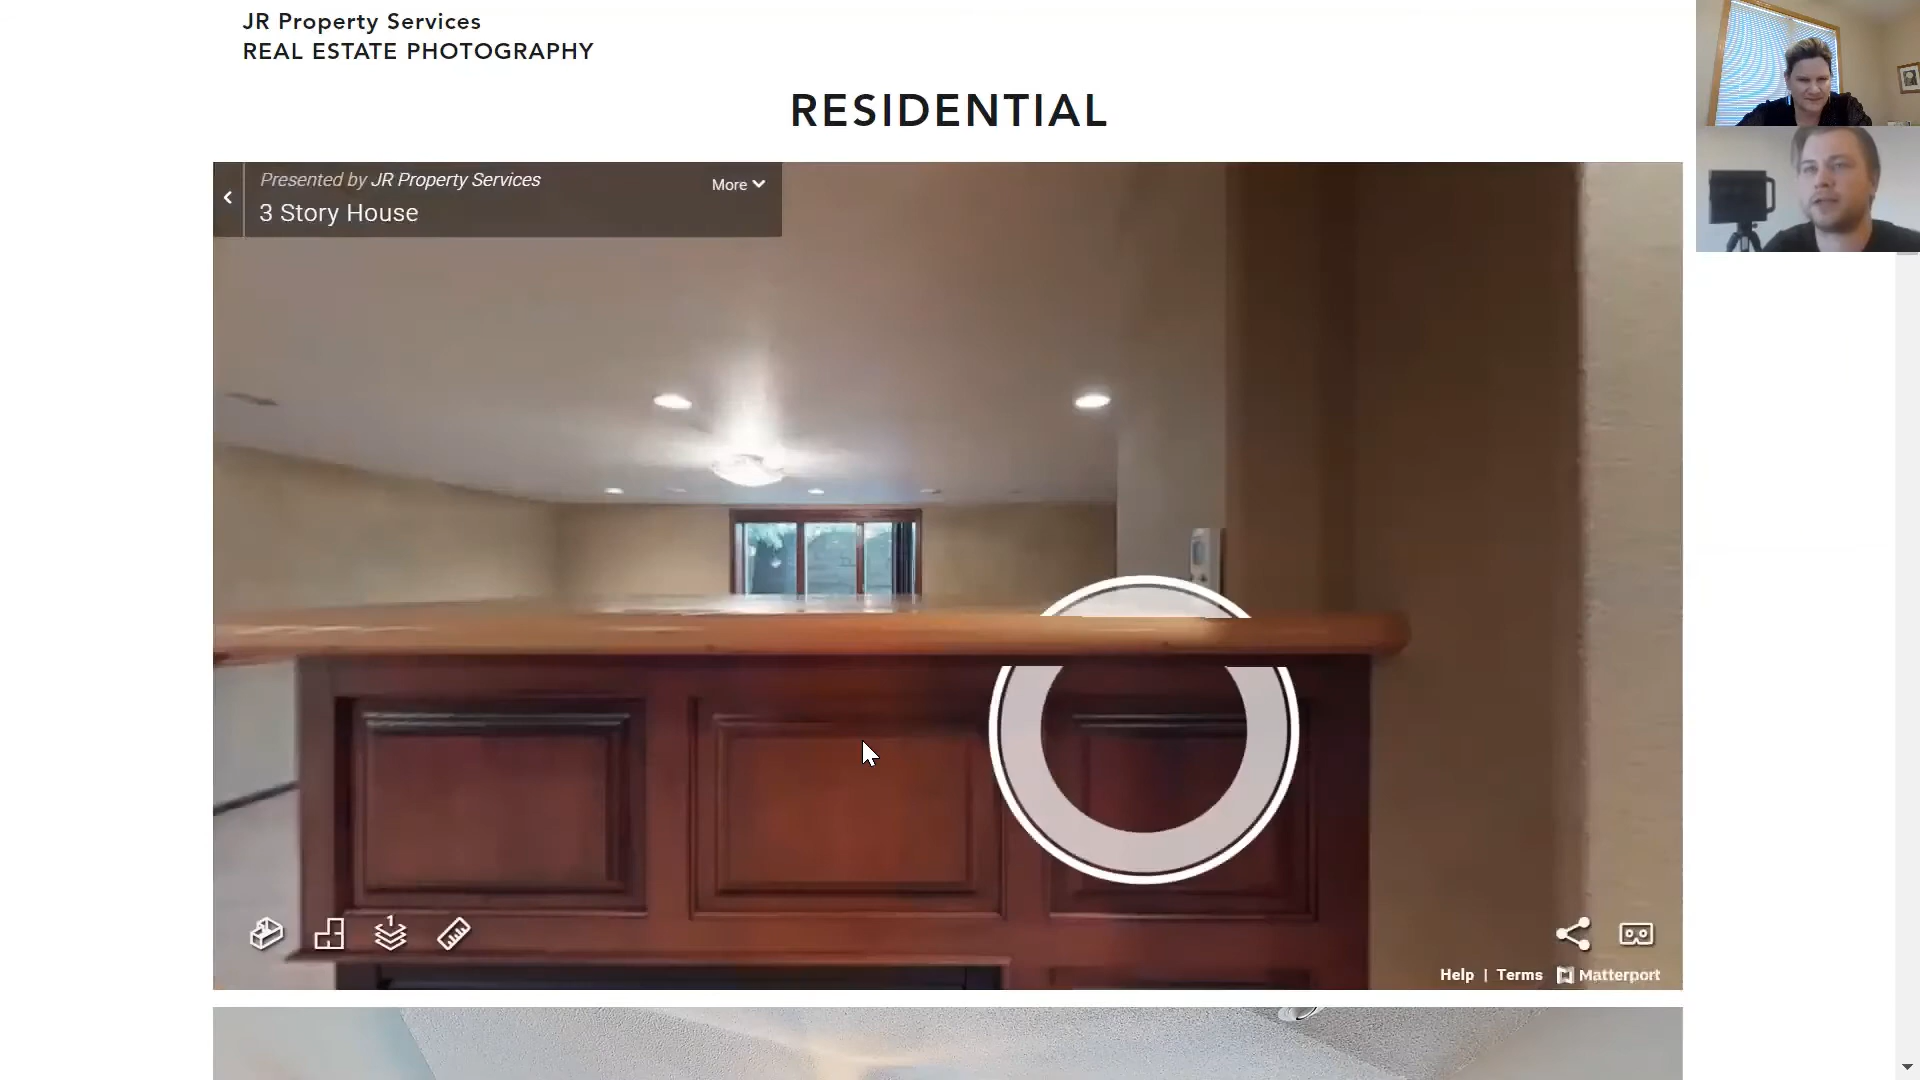 JR Property Services
REAL ESTATE PHOTOGRAPHY
RESIDENTIAL
Presented by JR Property Services
More
3 Story House
1
Help | Terms Matterport